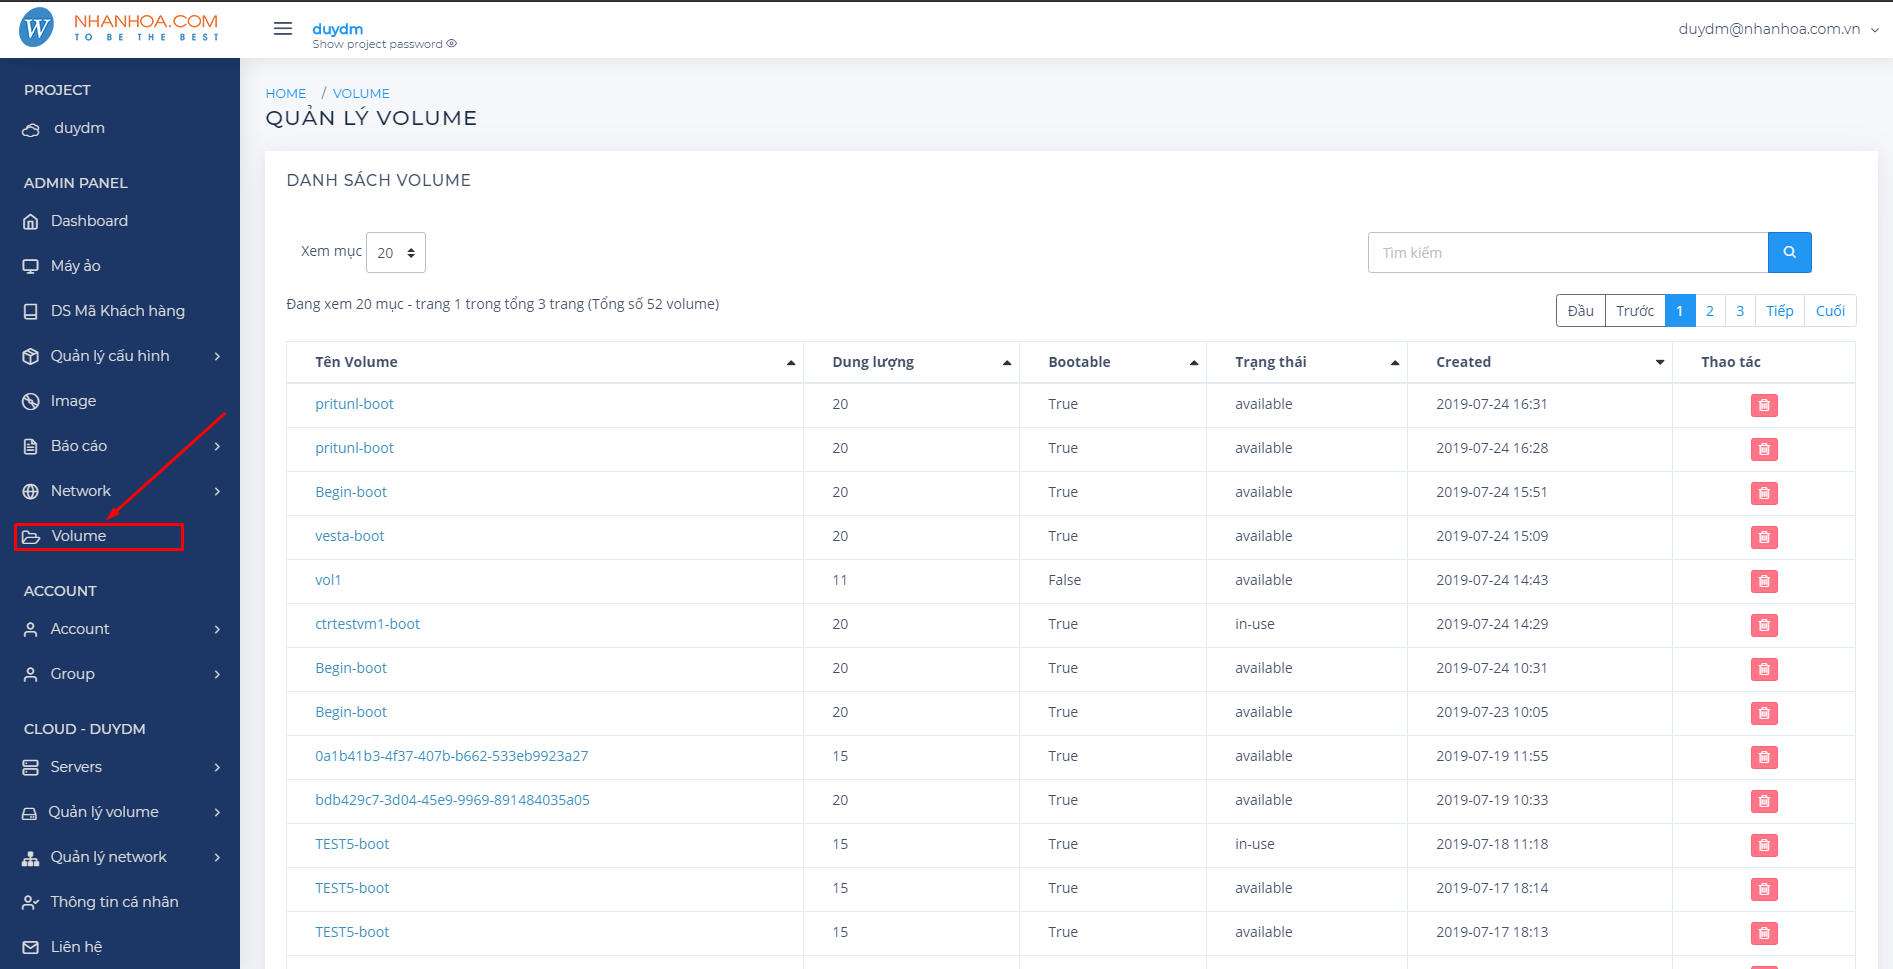 W NHANHOA.COM
TO BE THE BEST
duydm
Show project password
duydm@nhanhoa.com.vn
PROJECT
duydm
ADMIN PANEL
Dashboard
Máy ảo
DS Mã Khách hàng
Quản lý cấu hình
Image
Báo cáo
Network
Volume
ACCOUNT
Account
Group
CLOUD - DUYDM
Servers
Quản lý volume
Quản lý network
Thông tin cá nhân
Liên hệ
HOME / VOLUME
QUẢN LÝ VOLUME
DANH SÁCH VOLUME
Xem mục 20
Tìm kiếm
Đang xem 20 mục - trang 1 trong tổng 3 trang (Tổng số 52 volume)
Đầu Trước 1 2 3 Tiếp Cuối
Tên Volume Dung lượng Bootable Trạng thái Created Thao tác
pritunl-boot 20 True available 2019-07-24 16:31
pritunl-boot 20 True available 2019-07-24 16:28
Begin-boot 20 True available 2019-07-24 15:51
vesta-boot 20 True available 2019-07-24 15:09
vol1 11 False available 2019-07-24 14:43
ctrtestvm1-boot 20 True in-use 2019-07-24 14:29
Begin-boot 20 True available 2019-07-24 10:31
Begin-boot 20 True available 2019-07-23 10:05
0a1b41b3-4f37-407b-b662-533eb9923a27 15 True available 2019-07-19 11:55
bdb429c7-3d04-45e9-9969-891484035a05 20 True available 2019-07-19 10:33
TEST5-boot 15 True in-use 2019-07-18 11:18
TEST5-boot 15 True available 2019-07-17 18:14
TEST5-boot 15 True available 2019-07-17 18:13